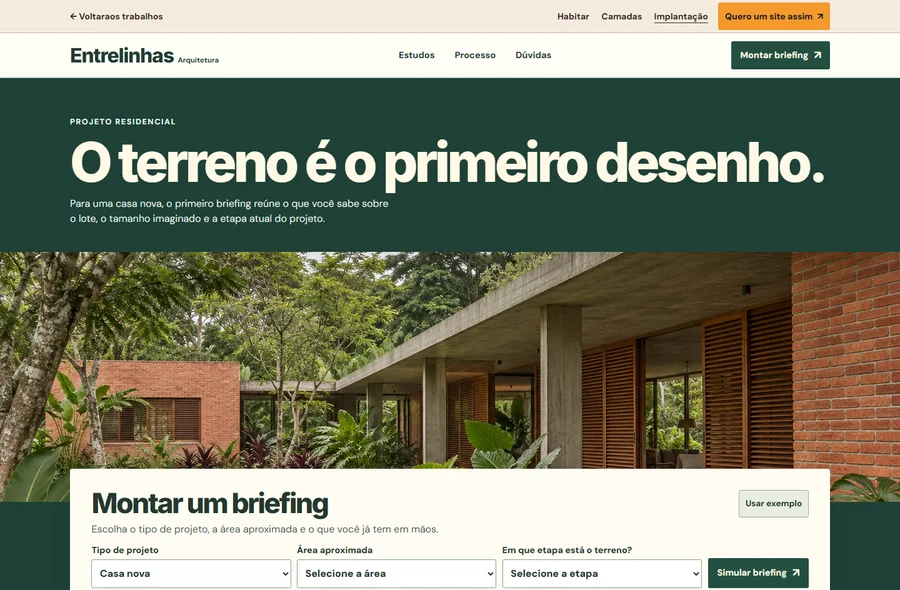 ← Voltaraos trabalhos
Habitar
Camadas
Implantação
Quero um site assim ↗
Entrelinhas Arquitetura
Estudos
Processo
Dúvidas
Montar briefing ↗
PROJETO RESIDENCIAL
O terreno é o primeiro desenho.
Para uma casa nova, o primeiro briefing reúne o que você sabe sobre
o lote, o tamanho imaginado e a etapa atual do projeto.
Montar um briefing
Usar exemplo
Escolha o tipo de projeto, a área aproximada e o que você já tem em mãos.
Tipo de projeto
Área aproximada
Em que etapa está o terreno?
Casa nova
Selecione a área
Selecione a etapa
Simular briefing ↗